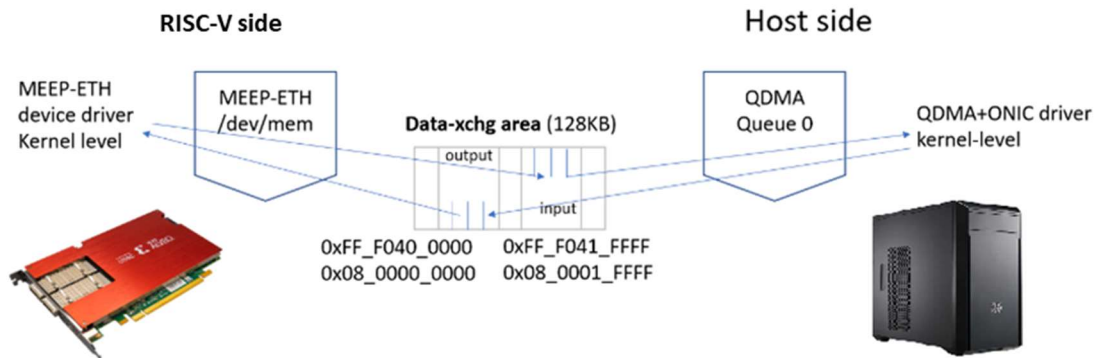 RISC-V side
Host side
MEEP-ETH
device driver
Kernel level
MEEP-ETH
/dev/mem
Data-xchg area (128KB)
output
input
0xFF_F040_0000 0xFF_F041_FFFF
0x08_0000_0000 0x08_0001_FFFF
QDMA
Queue 0
QDMA+ONIC driver
kernel-level